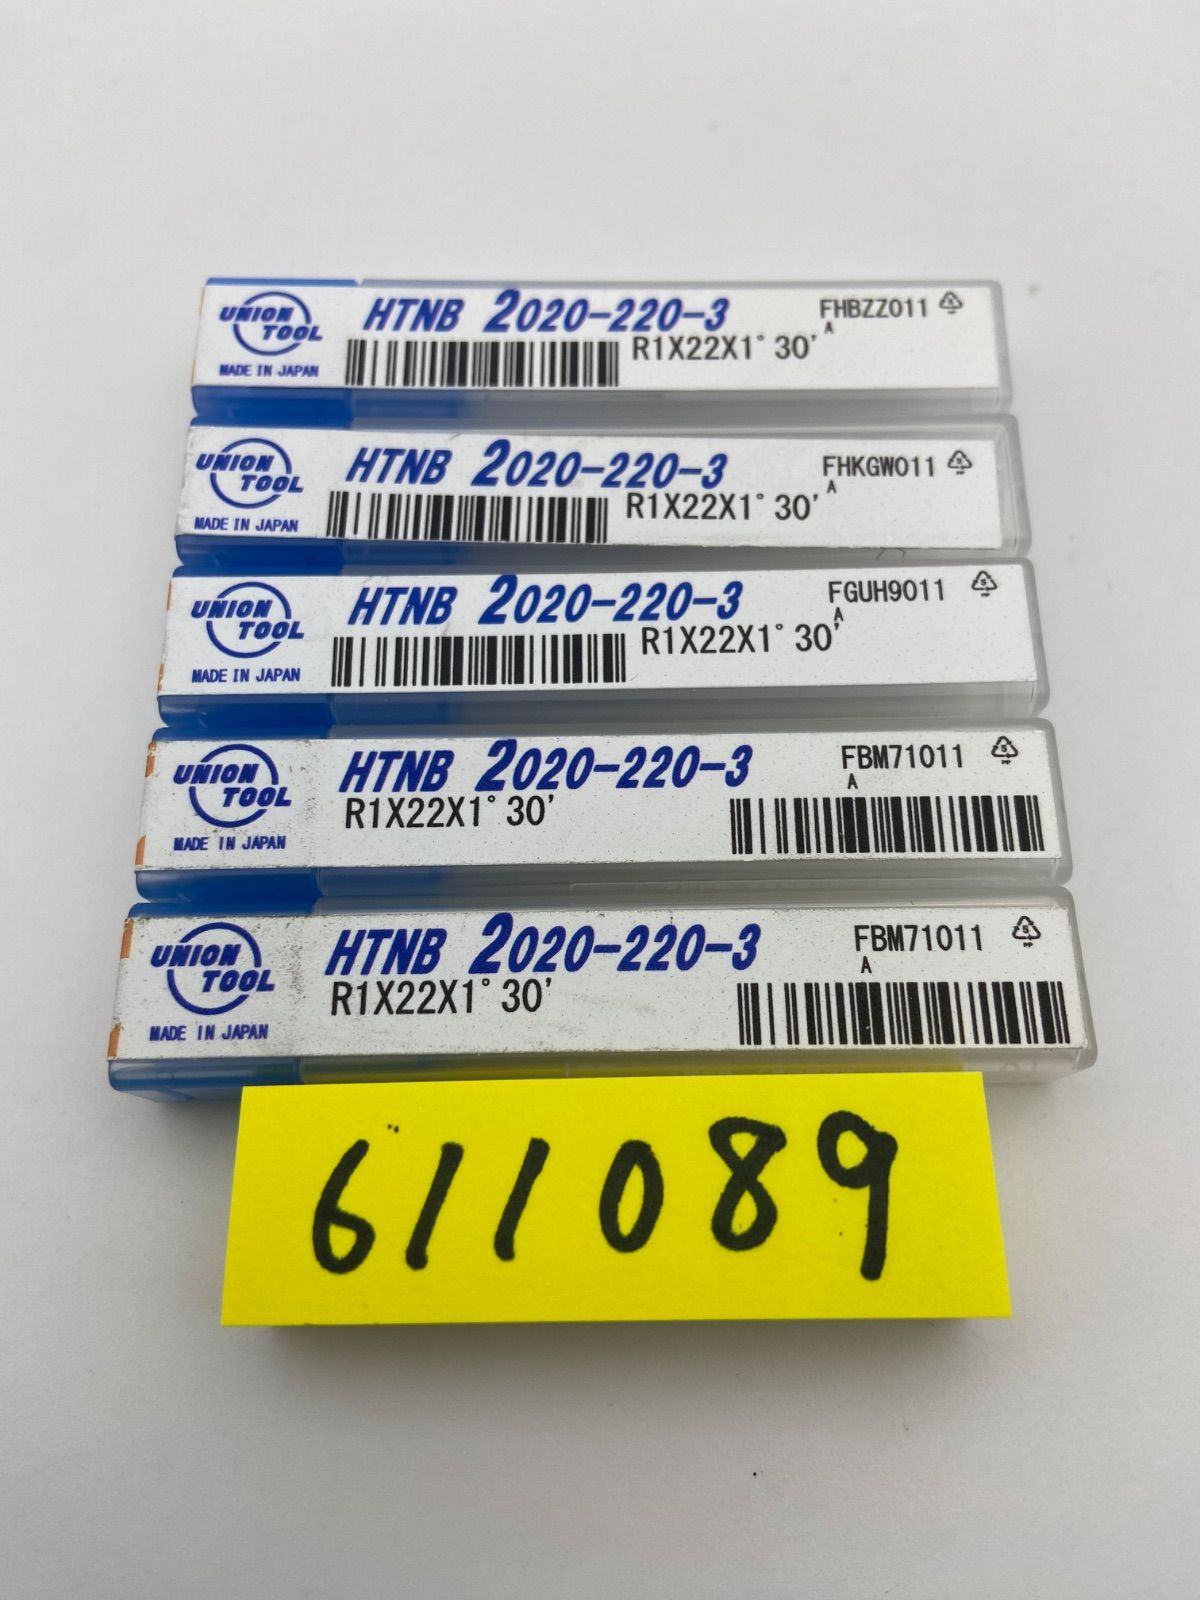 UNION TOOL
MADE IN JAPAN
HTNB 2020-220-3
R1X22X1°30'
FHBZZ011
A
UNION TOOL
MADE IN JAPAN
HTNB 2020-220-3
R1X22X1°30'
FHKGW011
A
UNION TOOL
MADE IN JAPAN
HTNB 2020-220-3
R1X22X1°30'
FGUH9011
A
UNION TOOL
MADE IN JAPAN
HTNB 2020-220-3
R1X22X1°30'
FBM71011
A
UNION TOOL
MADE IN JAPAN
HTNB 2020-220-3
R1X22X1°30'
FBM71011
A
611089